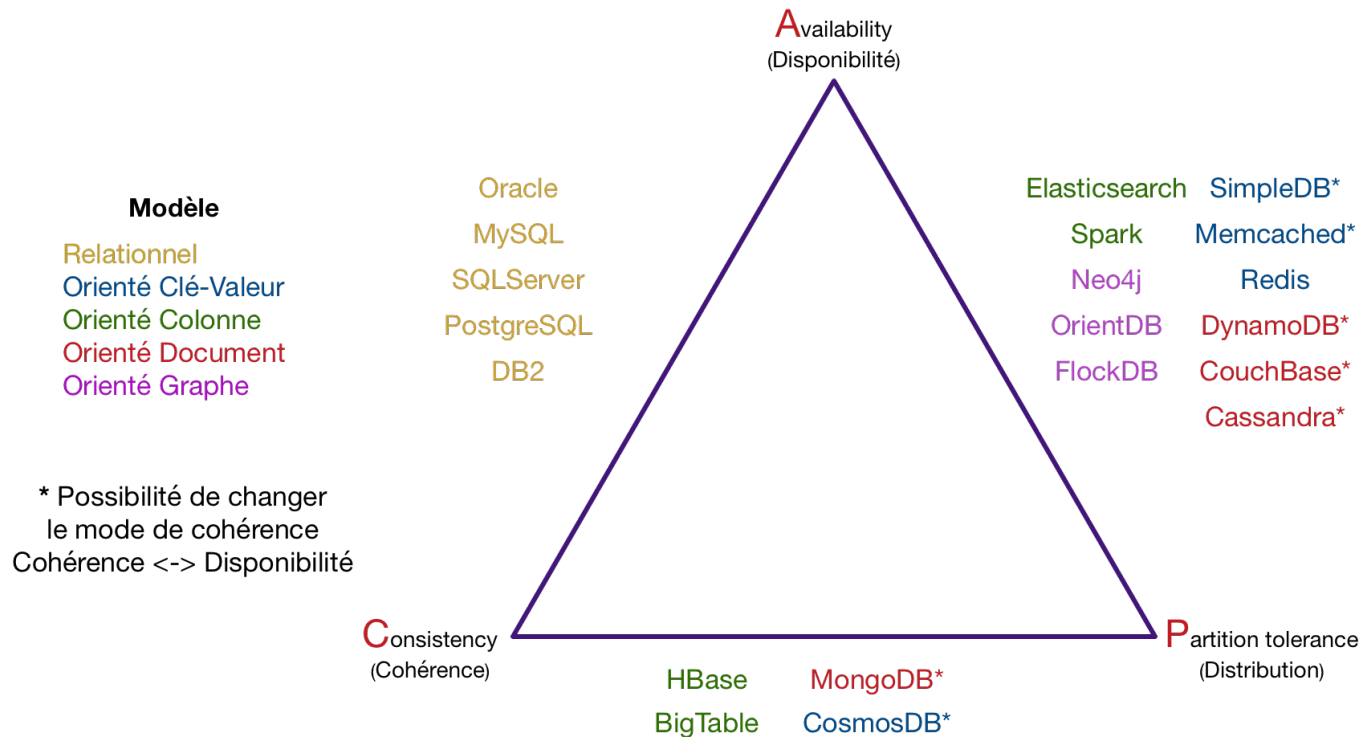 Availability
(Disponibilité)
Modèle
Relationnel
Orienté Clé-Valeur
Orienté Colonne
Orienté Document
Orienté Graphe
* Possibilité de changer
le mode de cohérence
Cohérence <-> Disponibilité
Oracle
MySQL
SQLServer
PostgreSQL
DB2
Elasticsearch SimpleDB*
Spark Memcached*
Neo4j Redis
OrientDB DynamoDB*
FlockDB CouchBase*
Cassandra*
Consistency
(Cohérence)
Partition tolerance
(Distribution)
HBase MongoDB*
BigTable CosmosDB*